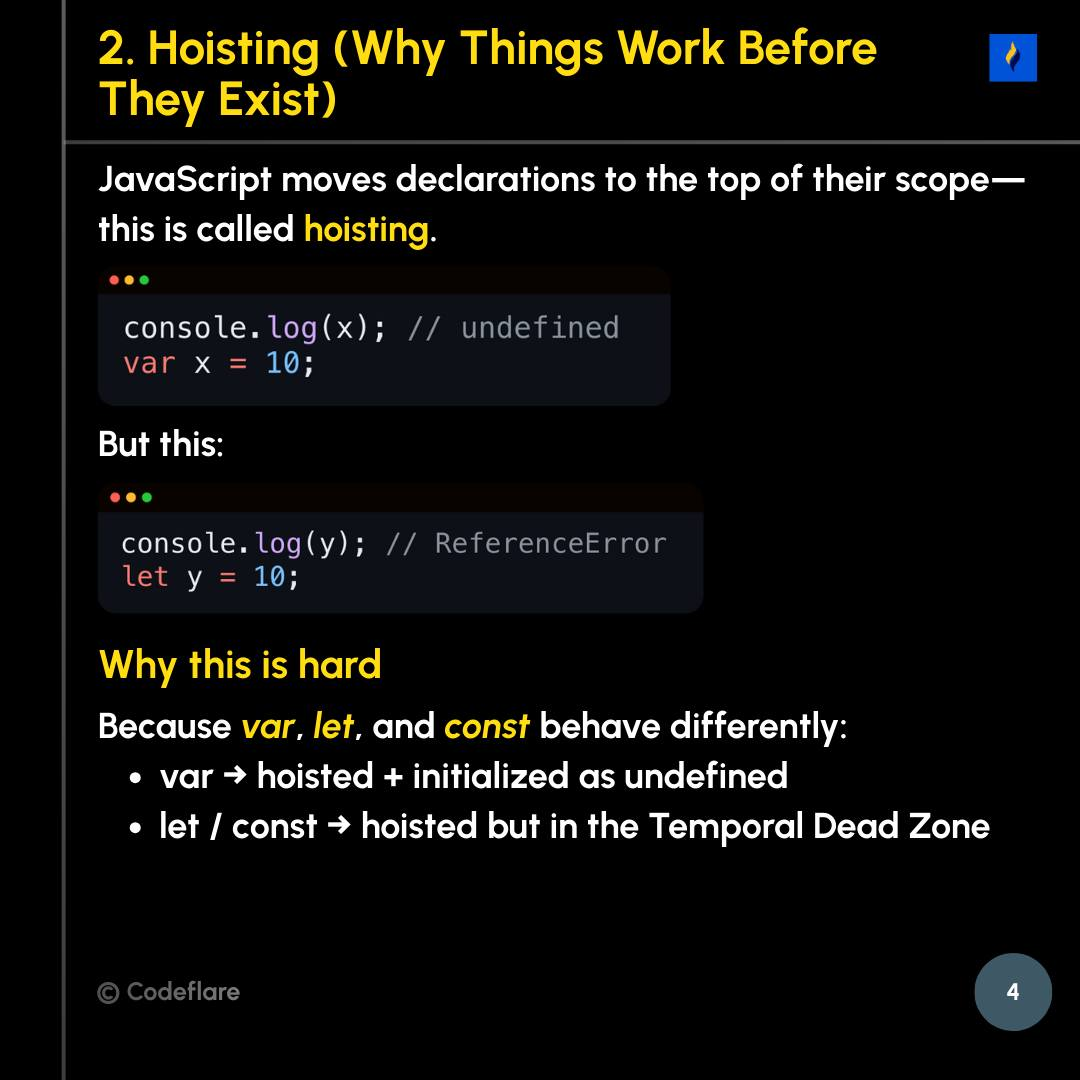 2. Hoisting (Why Things Work Before
They Exist)
JavaScript moves declarations to the top of their scope—
this is called hoisting.
console.log(x); // undefined
var x = 10;
But this:
console.log(y); // ReferenceError
let y = 10;
Why this is hard
Because var, let, and const behave differently:
• var → hoisted + initialized as undefined
• let / const → hoisted but in the Temporal Dead Zone
© Codeflare
4